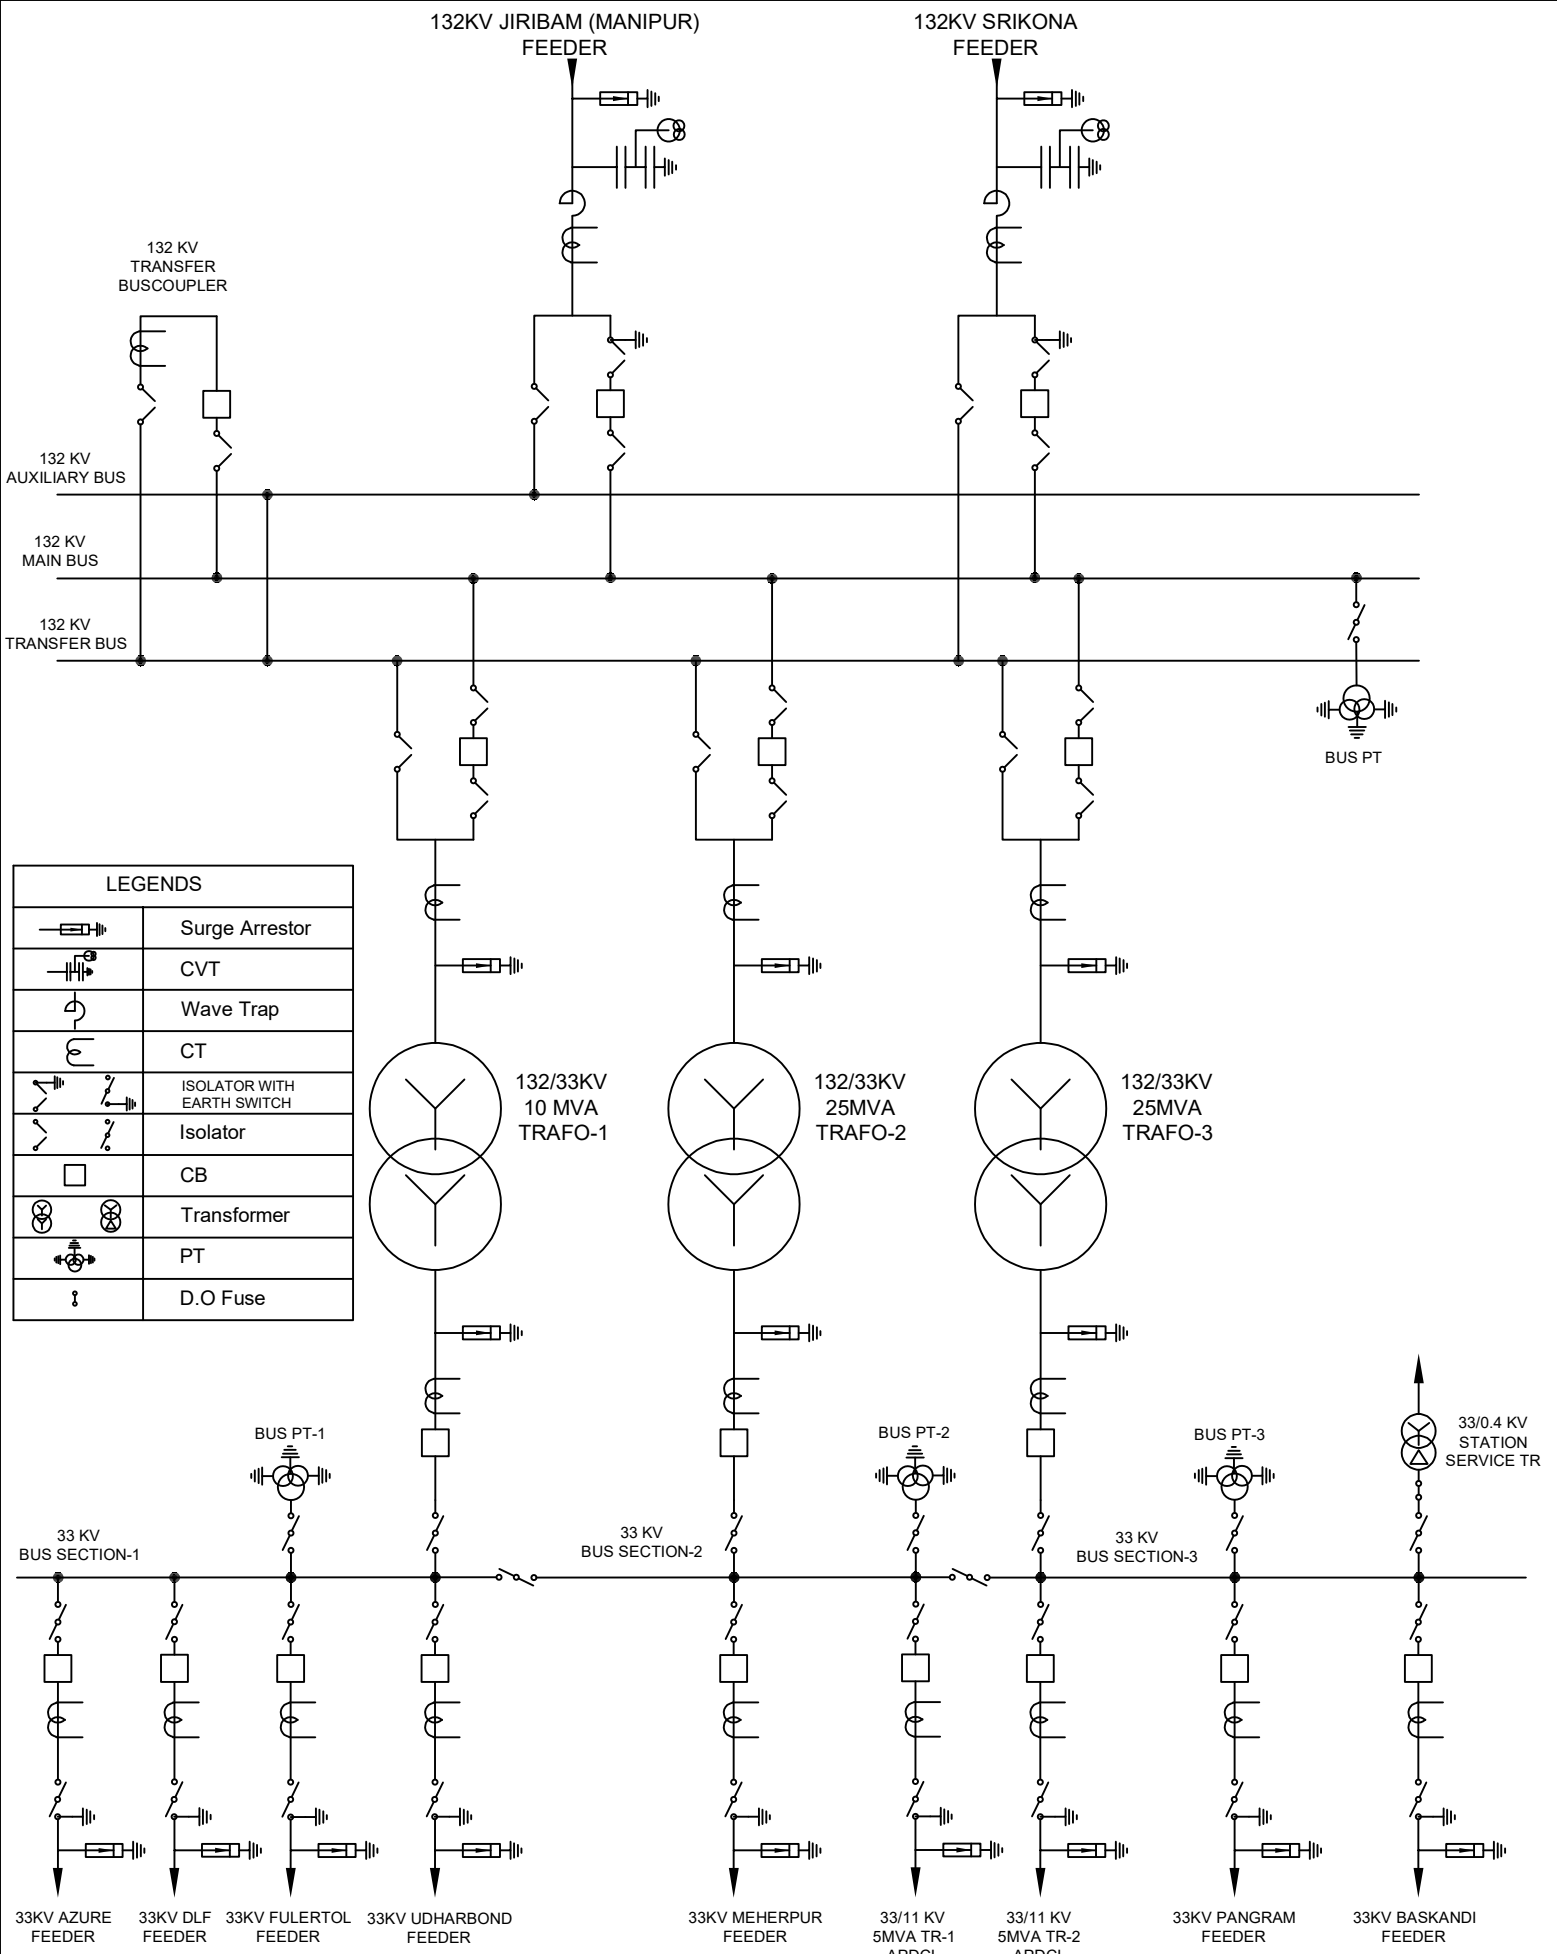 132KV JIRIBAM (MANIPUR)
FEEDER
132KV SRIKONA
FEEDER
132 KV
TRANSFER
BUSCOUPLER
132 KV
AUXILIARY BUS
132 KV
MAIN BUS
132 KV
TRANSFER BUS
BUS PT
LEGENDS
Surge Arrestor
CVT
Wave Trap
CT
ISOLATOR WITH
EARTH SWITCH
Isolator
CB
Transformer
PT
D.O Fuse
132/33KV
10 MVA
TRAFO-1
132/33KV
25MVA
TRAFO-2
132/33KV
25MVA
TRAFO-3
BUS PT-1
BUS PT-2
BUS PT-3
33/0.4 KV
STATION
SERVICE TR
33 KV
BUS SECTION-1
33 KV
BUS SECTION-2
33 KV
BUS SECTION-3
33KV AZURE
FEEDER
33KV DLF
FEEDER
33KV FULERTOL
FEEDER
33KV UDHARBOND
FEEDER
33KV MEHERPUR
FEEDER
33/11 KV
5MVA TR-1
33/11 KV
5MVA TR-2
33KV PANGRAM
FEEDER
33KV BASKANDI
FEEDER